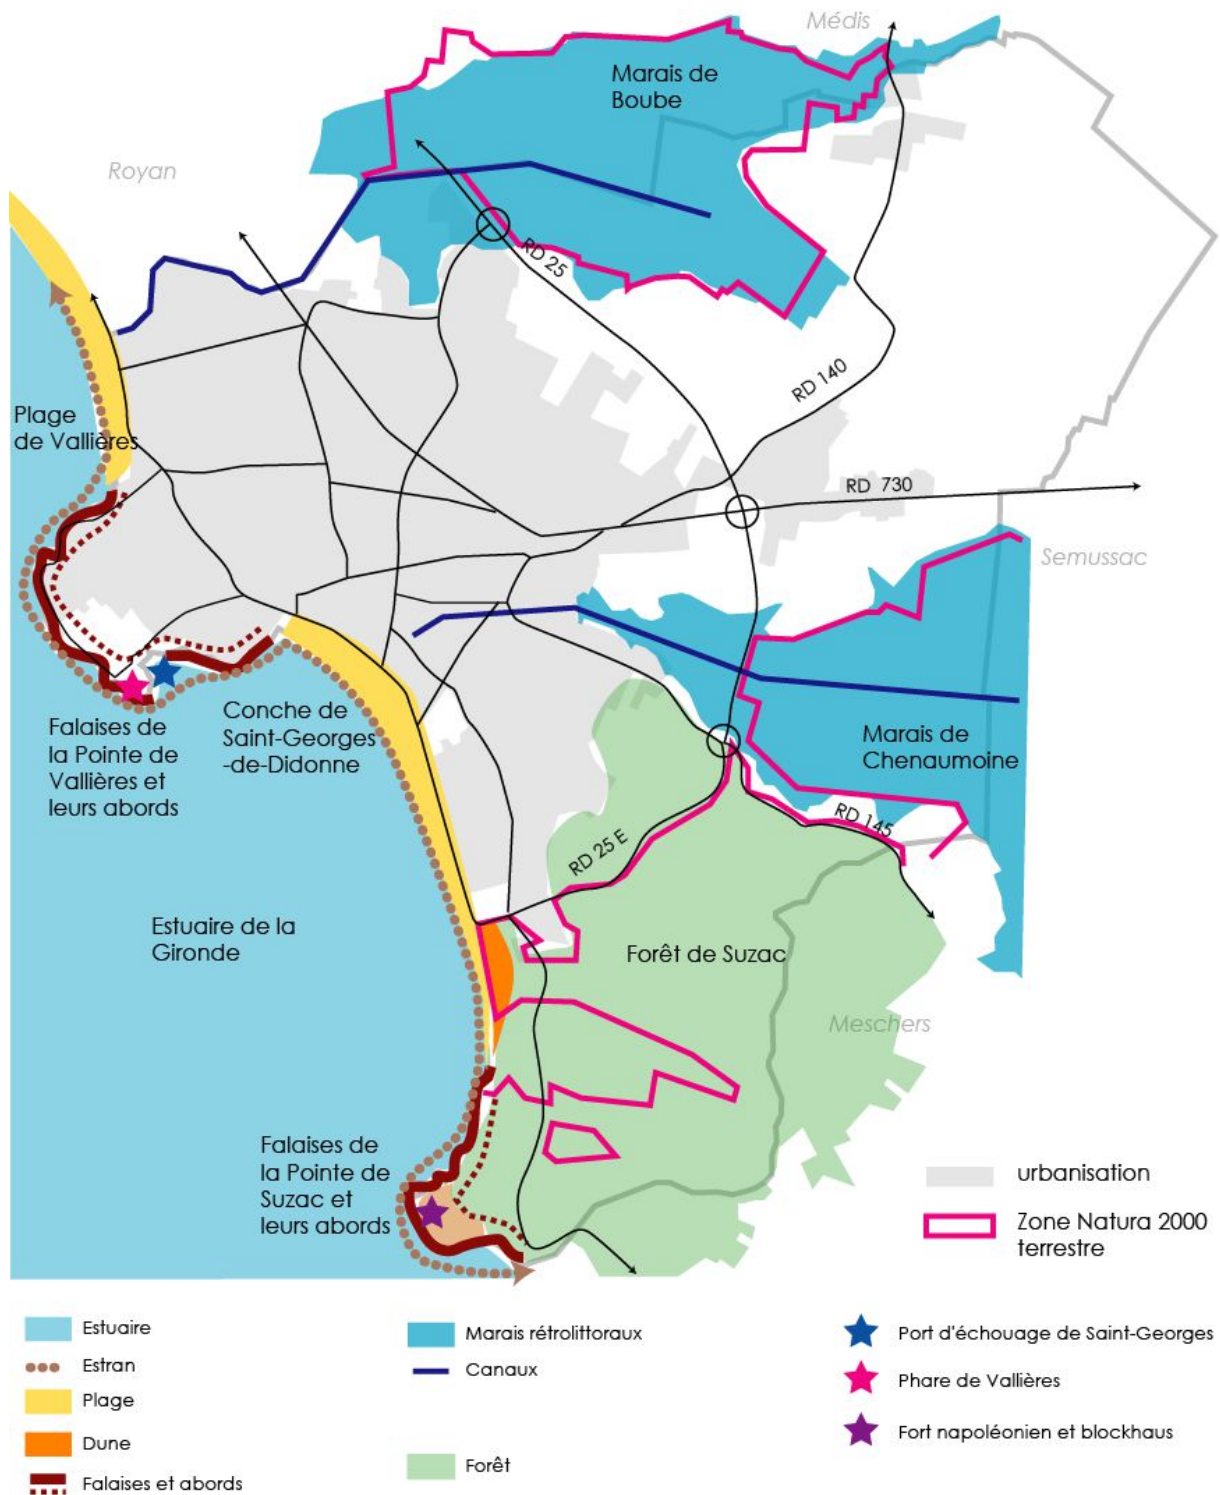 Médis
Marais de
Boube
Royan
RD 25
RD 140
Plage
de Vallières
RD 730
Semussac
Conche de
Saint-Georges
-de-Didonne
Falaises de
la Pointe de
Vallières et
leurs abords
Marais de
Chenaumoine
RD 145
RD 25 E
Estuaire de la
Gironde
Forêt de Suzac
Meschers
Falaises de
la Pointe de
Suzac et
leurs abords
urbanisation
Zone Natura 2000
terrestre
Estuaire
Estran
Plage
Dune
Falaises et abords
Marais rétrolittoraux
Canaux
Forêt
Port d'échouage de Saint-Georges
Phare de Vallières
Fort napoléonien et blockhaus